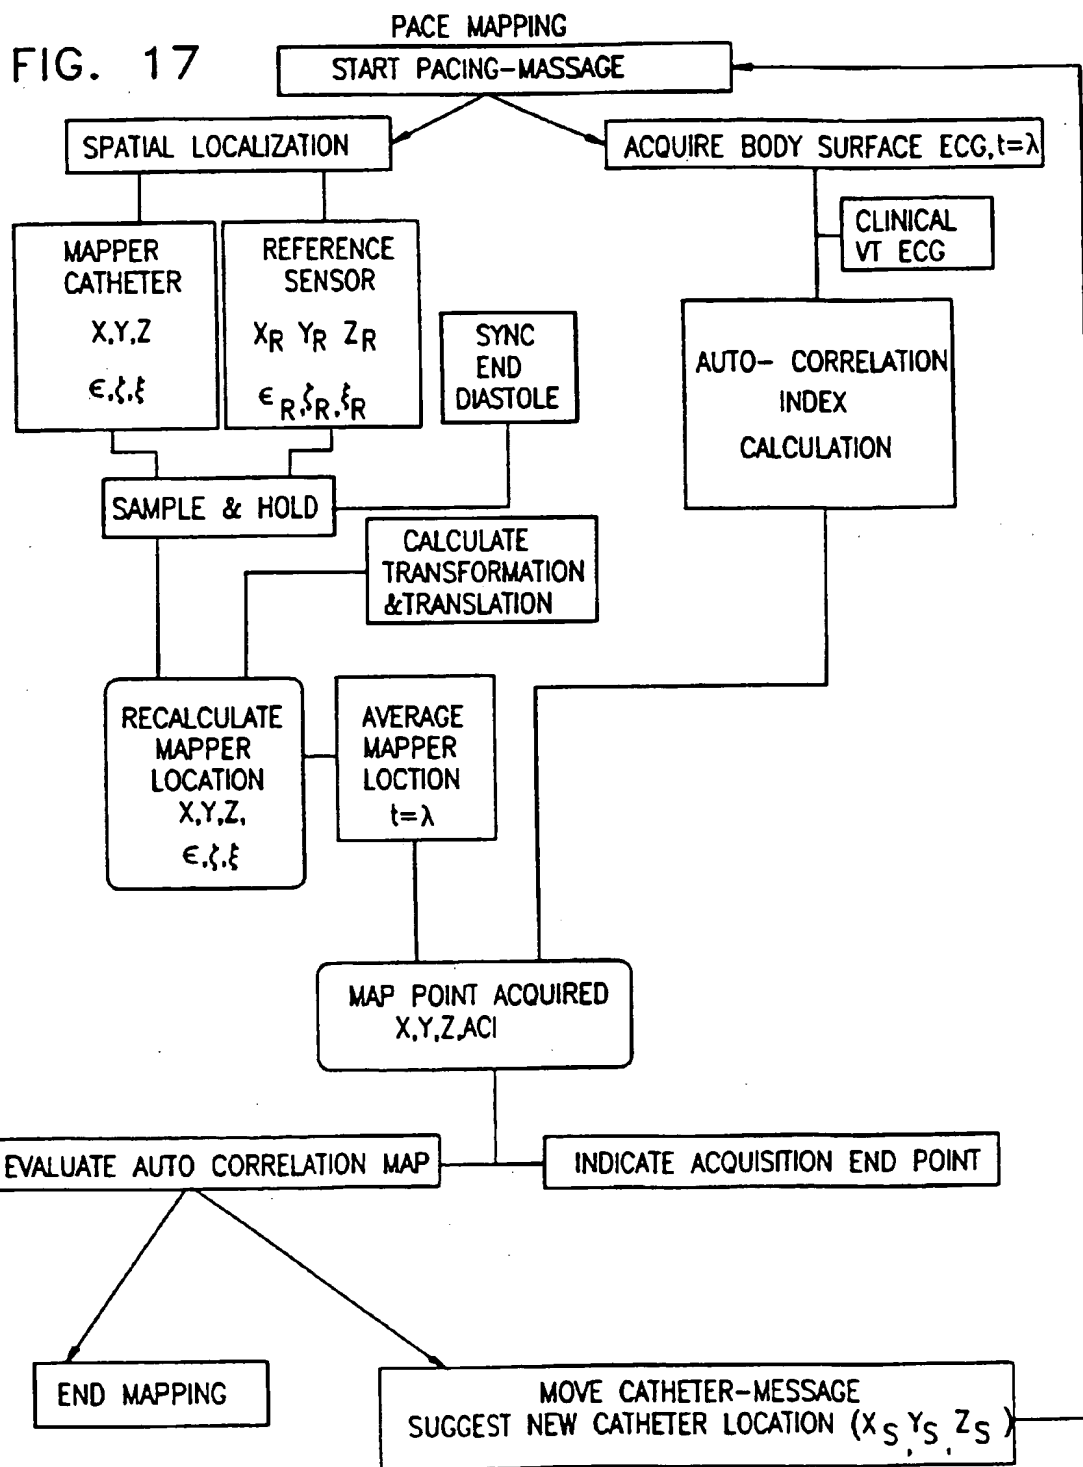 PACE MAPPING
FIG. 17
START PACING-MASSAGE
SPATIAL LOCALIZATION
ACQUIRE BODY SURFACE ECG,t=λ
CLINICAL
VT ECG
MAPPER
CATHETER
X,Y,Z
ϵ,ζ,ξ
REFERENCE
SENSOR
XR YR ZR
ϵR,ζR,ξR
SYNC
END
DIASTOLE
AUTO- CORRELATION
INDEX
CALCULATION
SAMPLE & HOLD
CALCULATE
TRANSFORMATION
&TRANSLATION
RECALCULATE
MAPPER
LOCATION
X,Y,Z,
ϵ,ζ,ξ
AVERAGE
MAPPER
LOCTION
t=λ
MAP POINT ACQUIRED
X,Y,Z,ACI
EVALUATE AUTO CORRELATION MAP
INDICATE ACQUISITION END POINT
END MAPPING
MOVE CATHETER-MESSAGE
SUGGEST NEW CATHETER LOCATION (XS,YS,ZS)